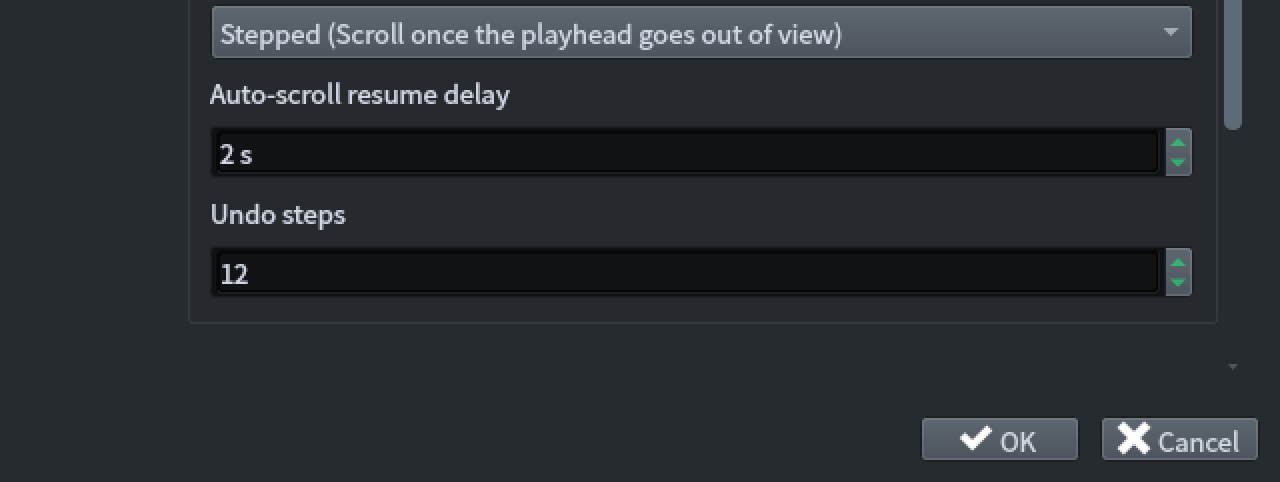 Stepped (Scroll once the playhead goes out of view)
Auto-scroll resume delay
2 s
Undo steps
12
OK
Cancel